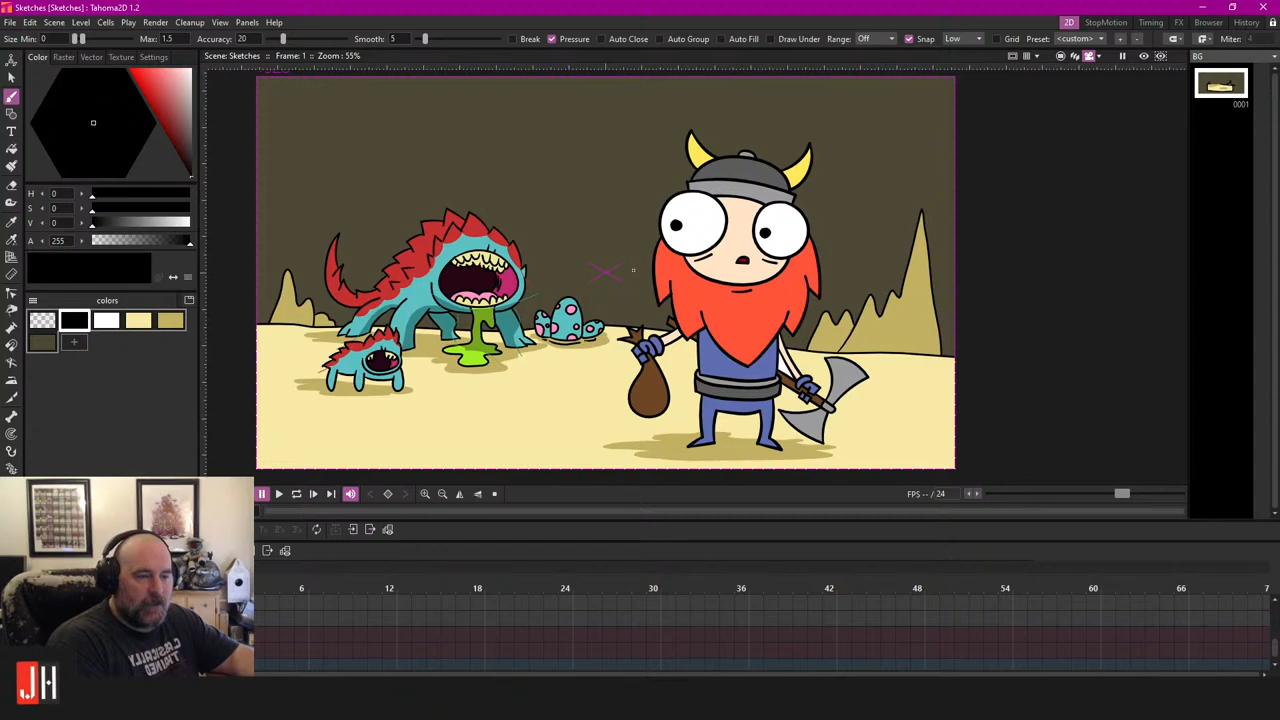 Sketches [Sketches] : Tahoma2D 1.2
File Edit Scene Level Cells Play Render Cleanup View Panels Help
2D StopMotion Timing FX Browser History
Size Min: 0 Max: 1.5 Accuracy: 20 Smooth: 5 Break Pressure Auto Close Auto Group Auto Fill Draw Under Range: Off Snap Low Grid Preset: <custom> + - Miter: 4
Color Raster Vector Texture Settings
Scene: Sketches :: Frame: 1 :: Zoom : 55%
BG
0001
H 0
S 0
V 0
A 255
colors
+
FPS -- / 24
6 12 18 24 30 36 42 48 54 60 66 7
CLASSICALLY
TRAINED
JH